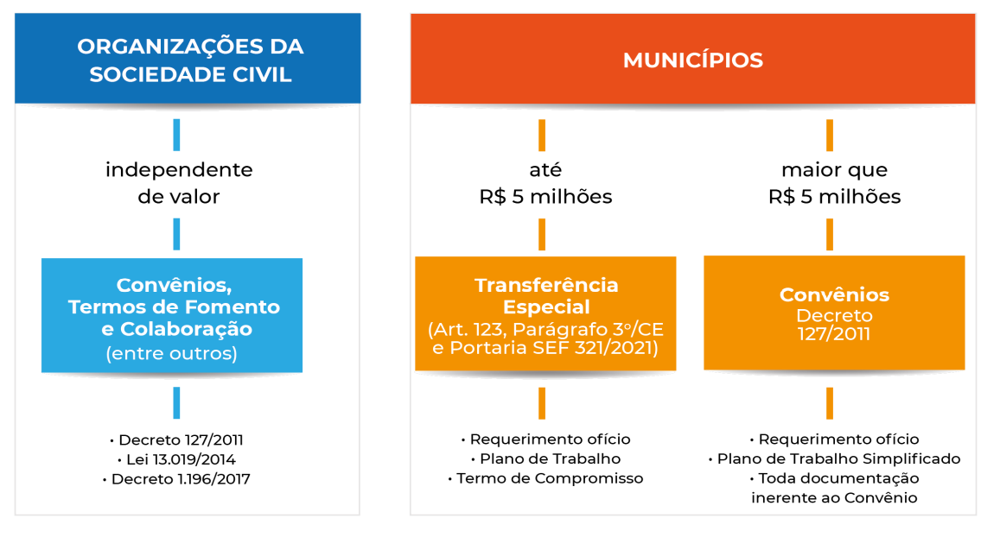 ORGANIZAÇÕES DA
SOCIEDADE CIVIL
independente
de valor
Convênios,
Termos de Fomento
e Colaboração
(entre outros)
• Decreto 127/2011
• Lei 13.019/2014
• Decreto 1.196/2017
MUNICÍPIOS
até
R$ 5 milhões
Transferência
Especial
(Art. 123, Parágrafo 3º/CE
e Portaria SEF 321/2021)
• Requerimento ofício
• Plano de Trabalho
• Termo de Compromisso
maior que
R$ 5 milhões
Convênios
Decreto
127/2011
• Requerimento ofício
• Plano de Trabalho Simplificado
• Toda documentação
inerente ao Convênio